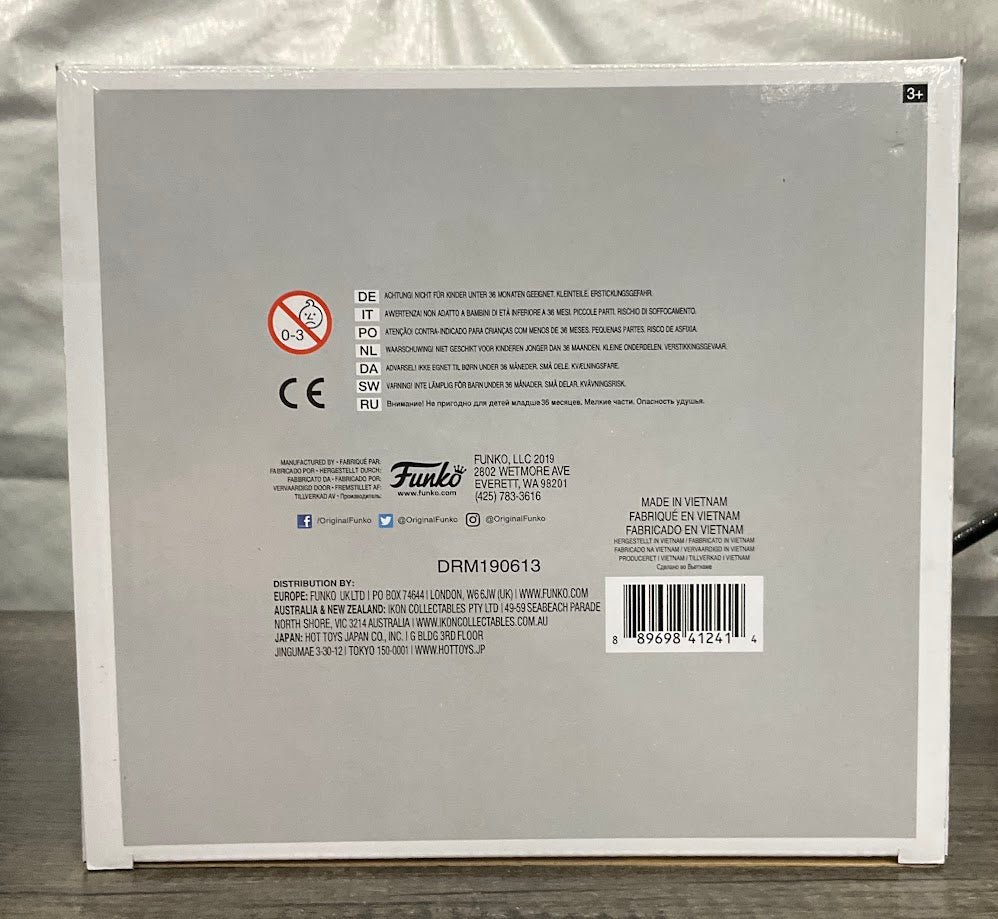 3+
0-3
DE ACHTUNG! NICHT FÜR KINDER UNTER 36 MONATEN GEEIGNET. KLEINTEILE. ERSTICKUNGSGEFAHR.
IT AWERTENZA! NON ADATTO A BAMBINI DI ETÀ INFERIORE A 36 MESI. PICCOLE PARTI. RISCHIO DI SOFFOCAMENTO.
PO ATENÇÃO! CONTRA-INDICADO PARA CRIANÇAS COM MENOS DE 36 MESES. PEQUENAS PARTES. RISCO DE ASFIXIA.
NL WAARSCHUWING! NIET GESCHIKT VOOR KINDEREN JONGER DAN 36 MAANDEN. KLEINE ONDERDELEN. VERSTIKKINGSGEVAAR.
DA ADVARSEL! IKKE EGNET TIL BØRN UNDER 36 MÅNEDER. SMÅ DELE. KVÆLNINGSFARE.
SW VARNING! INTE LÄMPLIG FÖR BARN UNDER 36 MÅNADER. SMÅ DELAR. KVÄVNINGSRISK.
RU Внимание! Не пригодно для детей младше 36 месяцев. Мелкие части. Опасность удушья.
CE
MANUFACTURED BY • FABRIQUÉ PAR:
FABRICADO POR • HERGESTELLT DURCH:
FABBRICATO DA • FABRICADO POR:
VERVAARDIGD DOOR • FREMSTILLET AF:
TILLVERKAD AV • Производитель:
Funko
www.funko.com
FUNKO, LLC 2019
2802 WETMORE AVE
EVERETT, WA 98201
(425) 783-3616
/OriginalFunko @OriginalFunko @OriginalFunko
MADE IN VIETNAM
FABRIQUÉ EN VIETNAM
FABRICADO EN VIETNAM
HERGESTELLT IN VIETNAM / FABBRICATO IN VIETNAM
FABRICADO NA VIETNAM / VERVAARDIGD IN VIETNAM
PRODUCERET I VIETNAM / TILLVERKAD I VIETNAM
Сделано во Вьетнаме
DRM190613
DISTRIBUTION BY:
EUROPE: FUNKO UK LTD | PO BOX 74644 | LONDON, W6 6JW (UK) | WWW.FUNKO.COM
AUSTRALIA & NEW ZEALAND: IKON COLLECTABLES PTY LTD | 49-59 SEABEACH PARADE
NORTH SHORE, VIC 3214 AUSTRALIA | WWW.IKONCOLLECTABLES.COM.AU
JAPAN: HOT TOYS JAPAN CO., INC. | G BLDG 3RD FLOOR
JINGUMAE 3-30-12 | TOKYO 150-0001 | WWW.HOTTOYS.JP
8 89698 41241 4